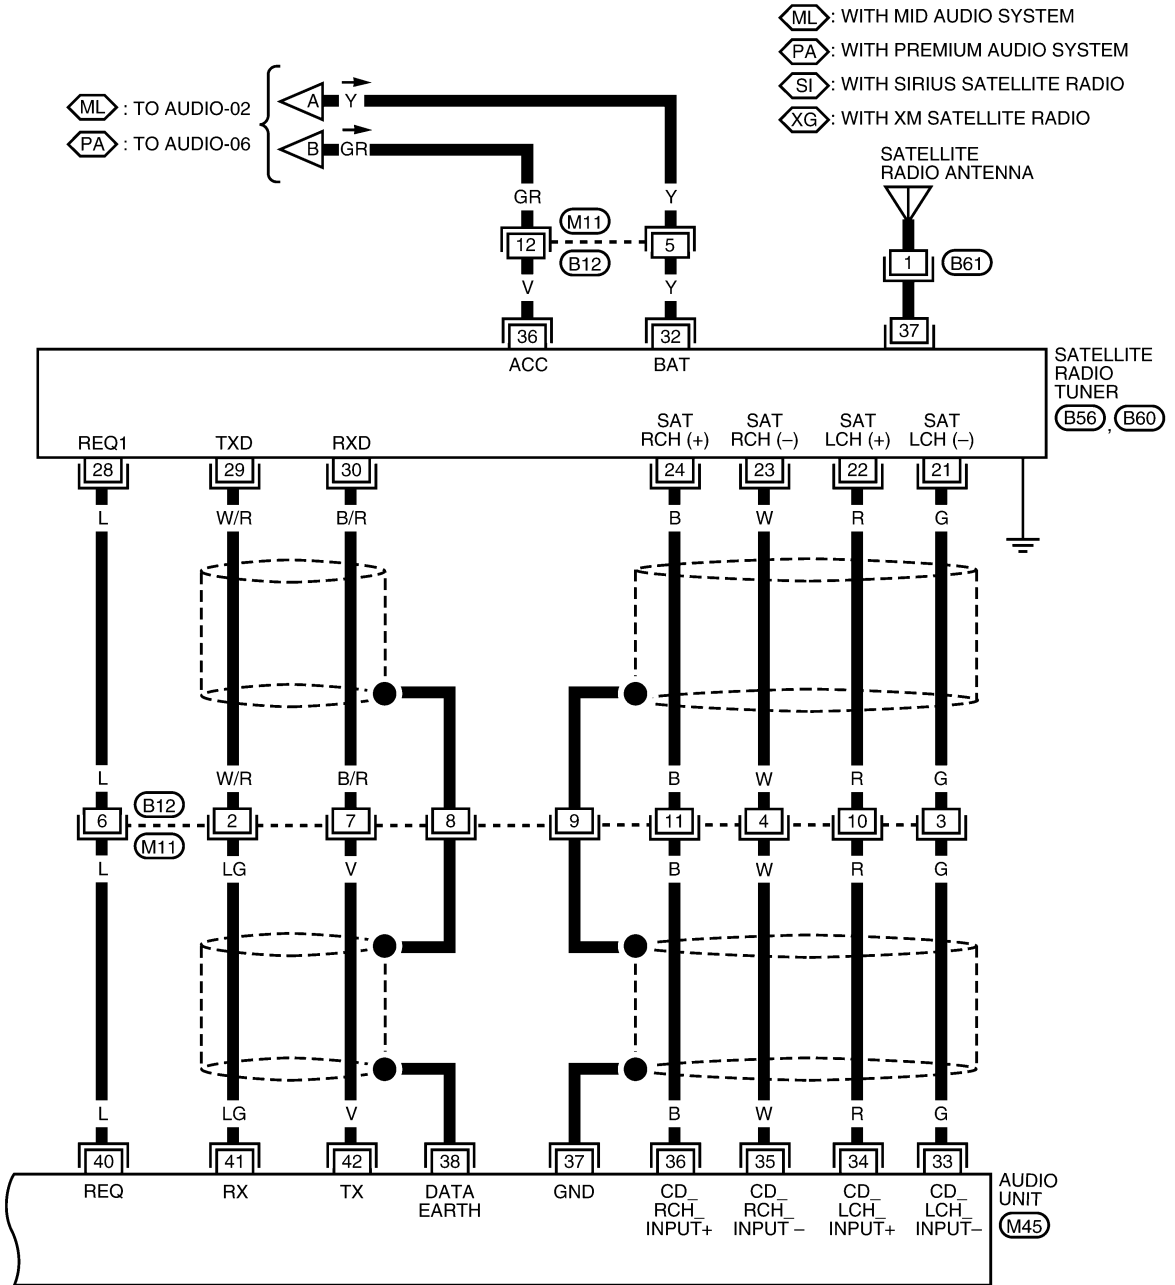 ML : WITH MID AUDIO SYSTEM
PA : WITH PREMIUM AUDIO SYSTEM
SI : WITH SIRIUS SATELLITE RADIO
XG : WITH XM SATELLITE RADIO
ML : TO AUDIO-02
PA : TO AUDIO-06
A Y
B GR
SATELLITE
RADIO ANTENNA
GR Y
M11
12 5 1 B61
B12
V Y
36 32 37
ACC BAT
SATELLITE
RADIO
TUNER
B56 , B60
REQ1 TXD RXD
SAT
RCH (+)
SAT
RCH (–)
SAT
LCH (+)
SAT
LCH (–)
28 29 30 24 23 22 21
L W/R B/R B W R G
L W/R B/R B W R G
B12
6 2 7 8 9 11 4 10 3
M11
L LG V B W R G
L LG V B W R G
40 41 42 38 37 36 35 34 33
REQ RX TX
DATA
EARTH
GND
CD_
RCH_
INPUT+
CD_
RCH_
INPUT –
CD_
LCH_
INPUT+
CD_
LCH_
INPUT–
AUDIO
UNIT
M45